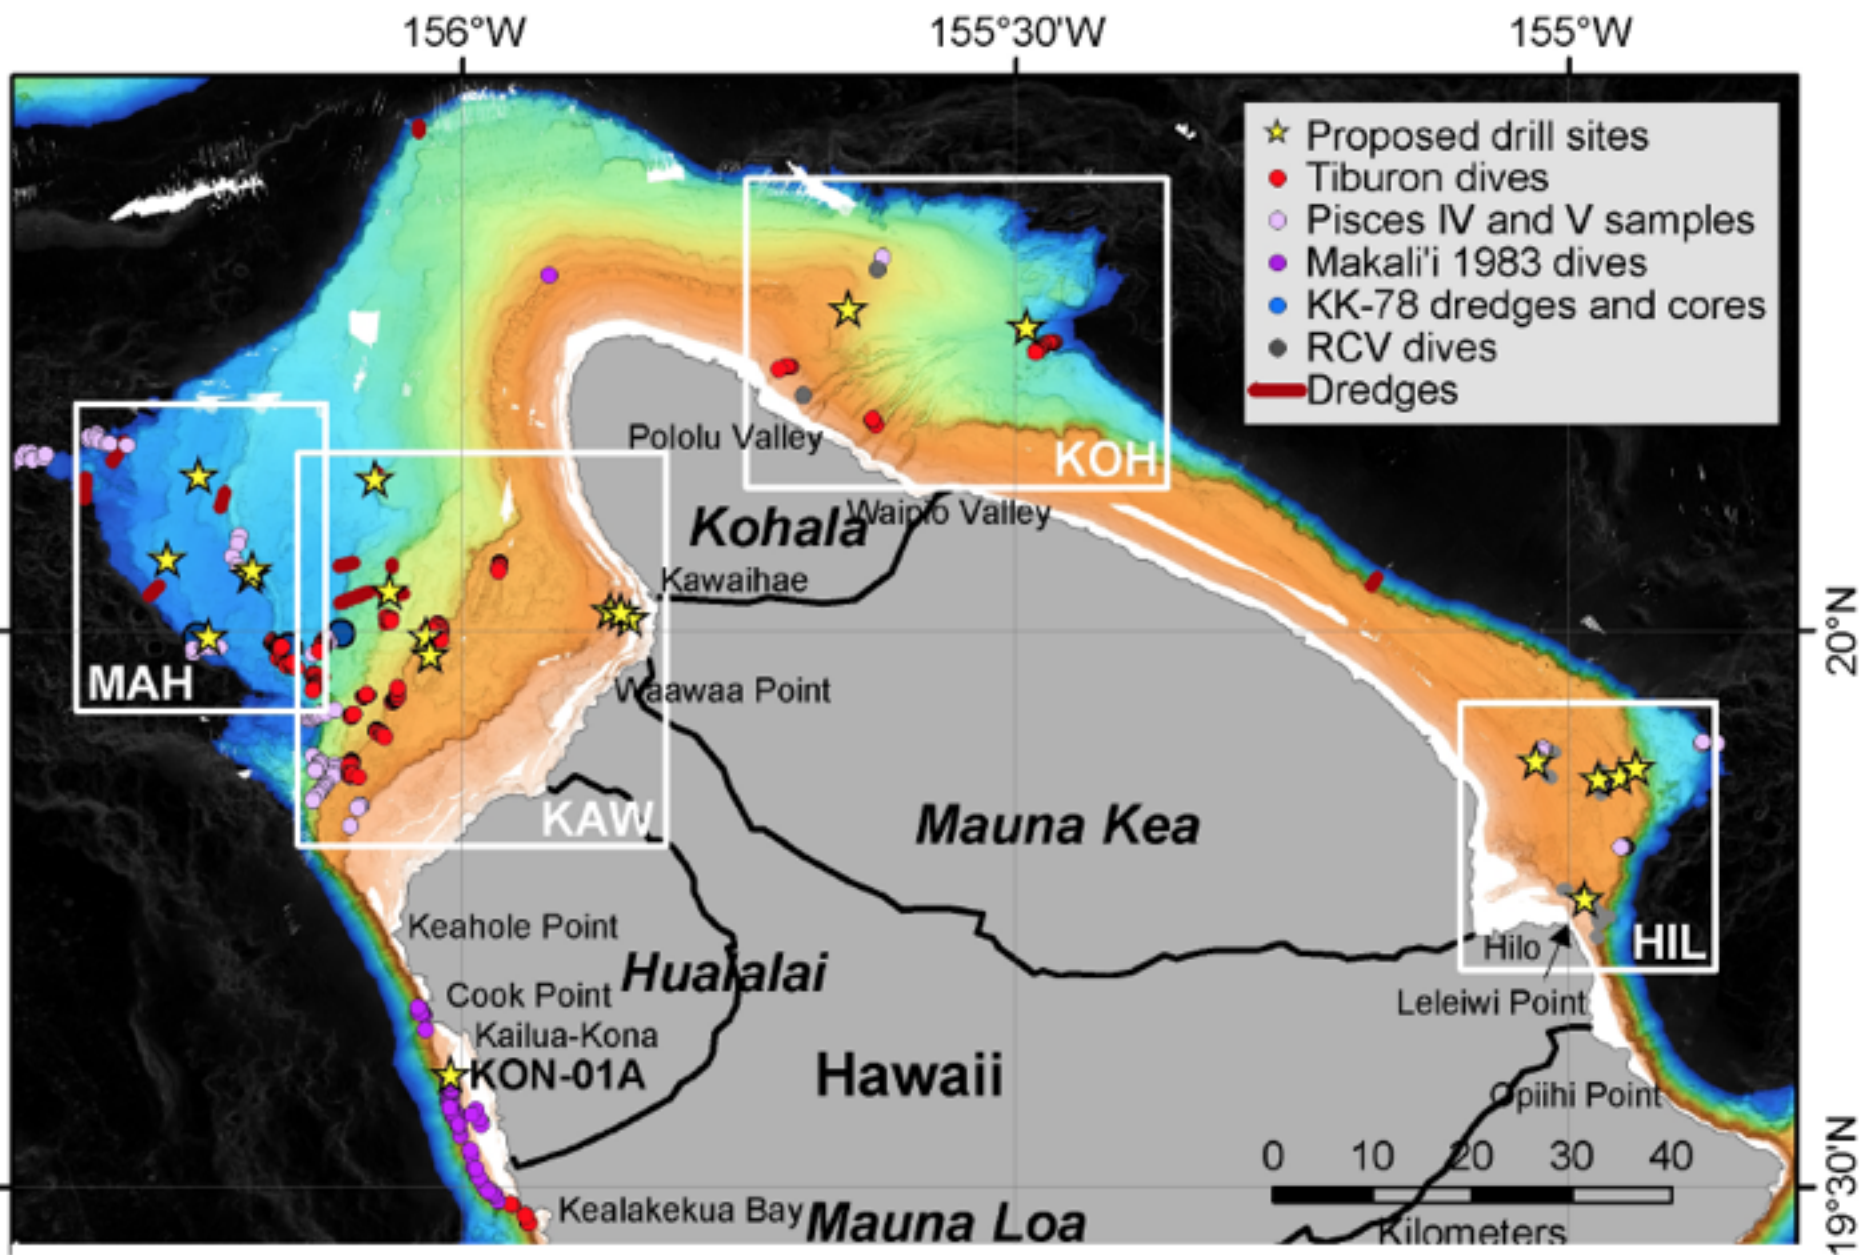 156°W
155°30'W
155°W
Proposed drill sites
Tiburon dives
Pisces IV and V samples
Makali'i 1983 dives
KK-78 dredges and cores
RCV dives
Dredges
Pololu Valley
KOH
Kohala
Waipio Valley
Kawaihae
20°N
MAH
Waawaa Point
KAW
Mauna Kea
Keahole Point
Hilo
HIL
Hualalai
Cook Point
Leleiwi Point
Kailua-Kona
KON-01A
Hawaii
Opiihi Point
0 10 20 30 40
Kilometers
Kealakekua Bay
Mauna Loa
19°30'N